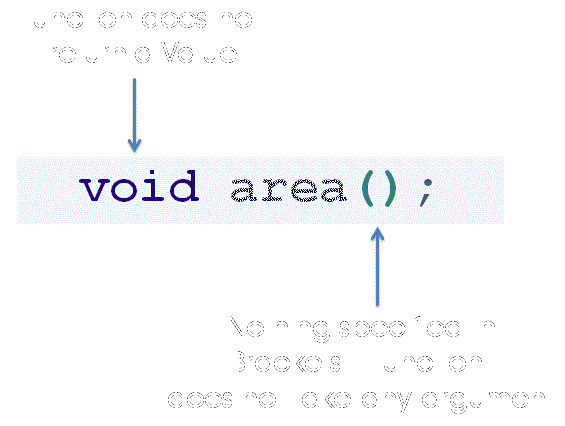 Function does not
return a Value
void area();
Nothing specified in
Brackets Function
does not take any argument